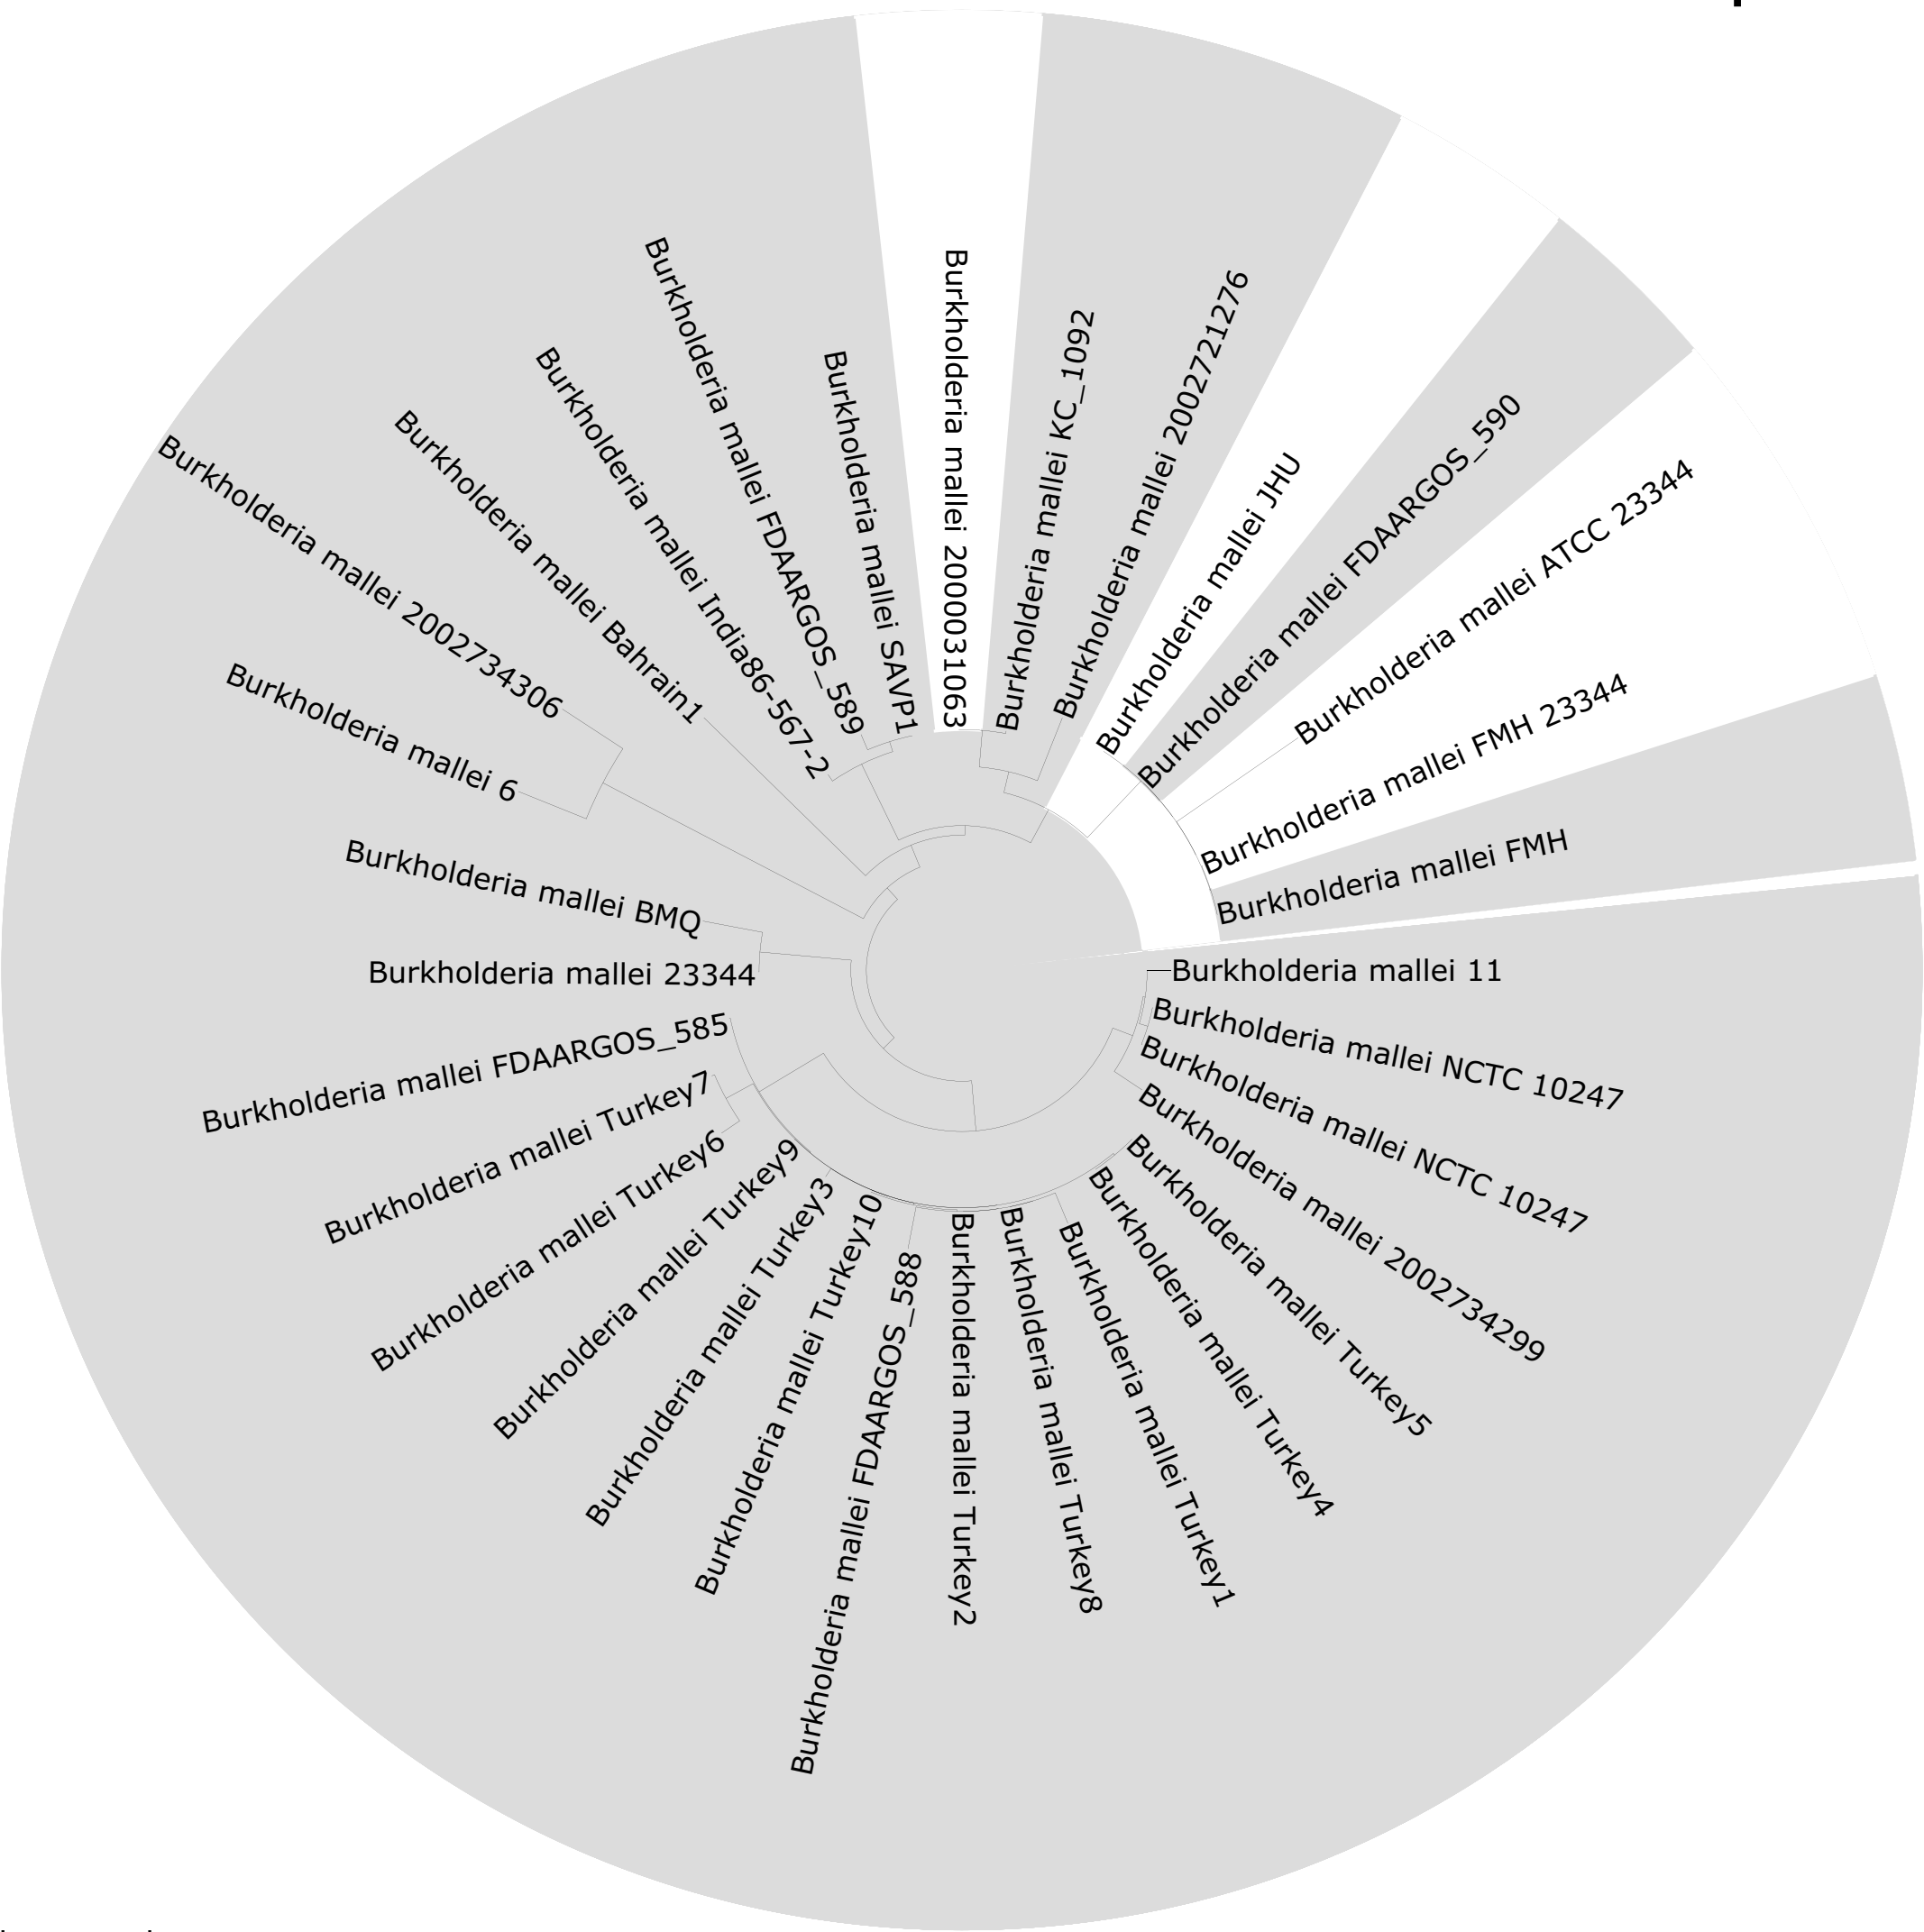 Burkholderia mallei 2000031063
Burkholderia mallei KC_1092
Burkholderia mallei 2002721276
Burkholderia mallei JHU
Burkholderia mallei FDAARGOS_590
Burkholderia mallei ATCC 23344
Burkholderia mallei FMH 23344
Burkholderia mallei FMH
Burkholderia mallei 11
Burkholderia mallei NCTC 10247
Burkholderia mallei NCTC 10247
Burkholderia mallei 2002734299
Burkholderia mallei Turkey5
Burkholderia mallei Turkey4
Burkholderia mallei Turkey1
Burkholderia mallei Turkey8
Burkholderia mallei Turkey2
Burkholderia mallei FDAARGOS_588
Burkholderia mallei Turkey10
Burkholderia mallei Turkey3
Burkholderia mallei Turkey9
Burkholderia mallei Turkey6
Burkholderia mallei Turkey7
Burkholderia mallei FDAARGOS_585
Burkholderia mallei 23344
Burkholderia mallei BMQ
Burkholderia mallei 6
Burkholderia mallei 2002734306
Burkholderia mallei Bahrain1
Burkholderia mallei India86-567-2
Burkholderia mallei FDAARGOS_589
Burkholderia mallei SAVP1